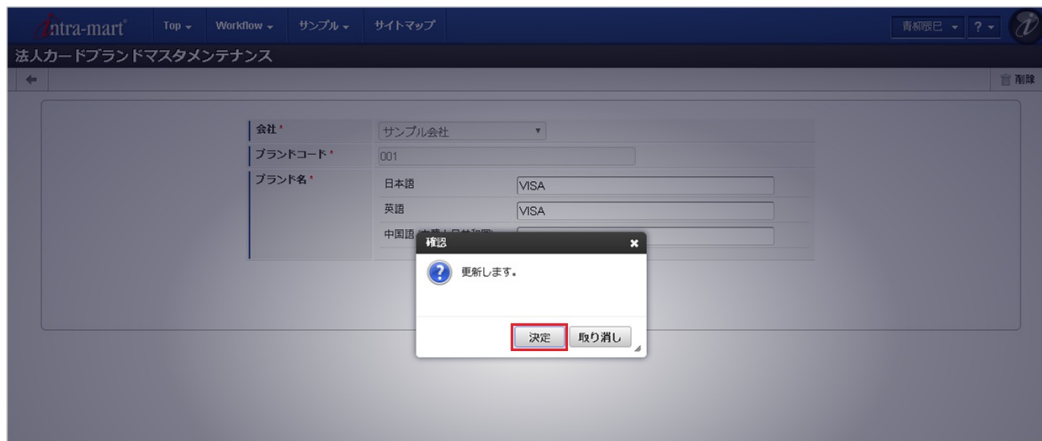 intra-mart Top Workflow サンプル サイトマップ 青柳辰巳 ?
法人カードブランドマスタメンテナンス
削除
会社* サンプル会社
ブランドコード* 001
ブランド名* 日本語 VISA
英語 VISA
中国語
確認
更新します。
決定 取り消し